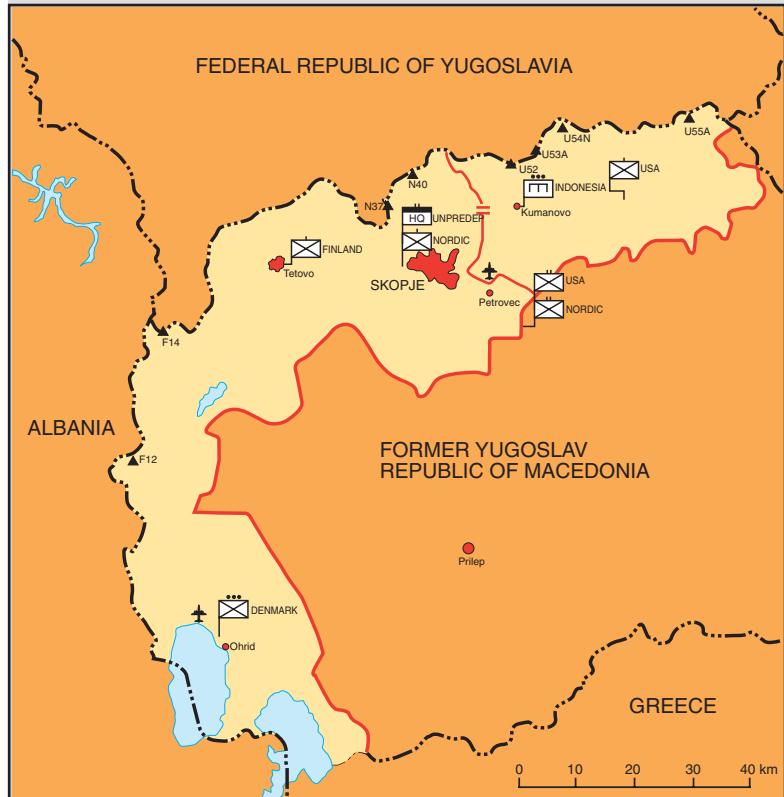 FEDERAL REPUBLIC OF YUGOSLAVIA
U55A
U54N
U53A
U52
USA
N40
INDONESIA
N37
HQ
UNPREDEP
Kumanovo
NORDIC
FINLAND
Tetovo
SKOPJE
USA
Petrovec
NORDIC
F14
ALBANIA
FORMER YUGOSLAV
REPUBLIC OF MACEDONIA
F12
Prilep
DENMARK
Ohrid
GREECE
0 10 20 30 40 km